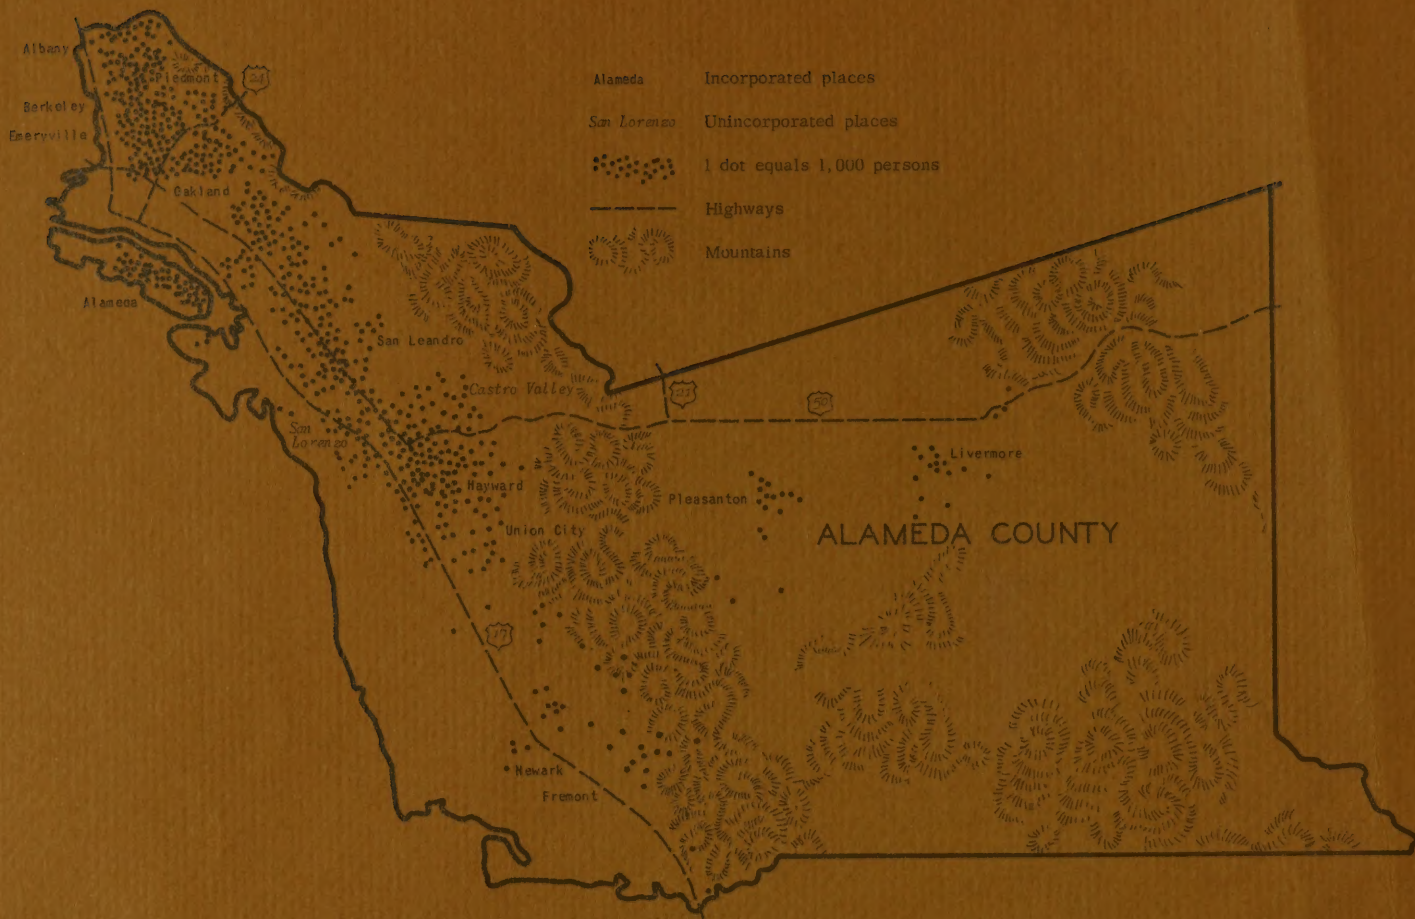 Albany
Piedmont
24
Berkeley
Emeryville
Oakland
Alameda
San Leandro
Castro Valley
San
Lorenzo
Hayward
Union City
17
Newark
Fremont
Alameda Incorporated places
San Lorenzo Unincorporated places
1 dot equals 1,000 persons
Highways
Mountains
21
50
Livermore
Pleasanton
ALAMEDA COUNTY